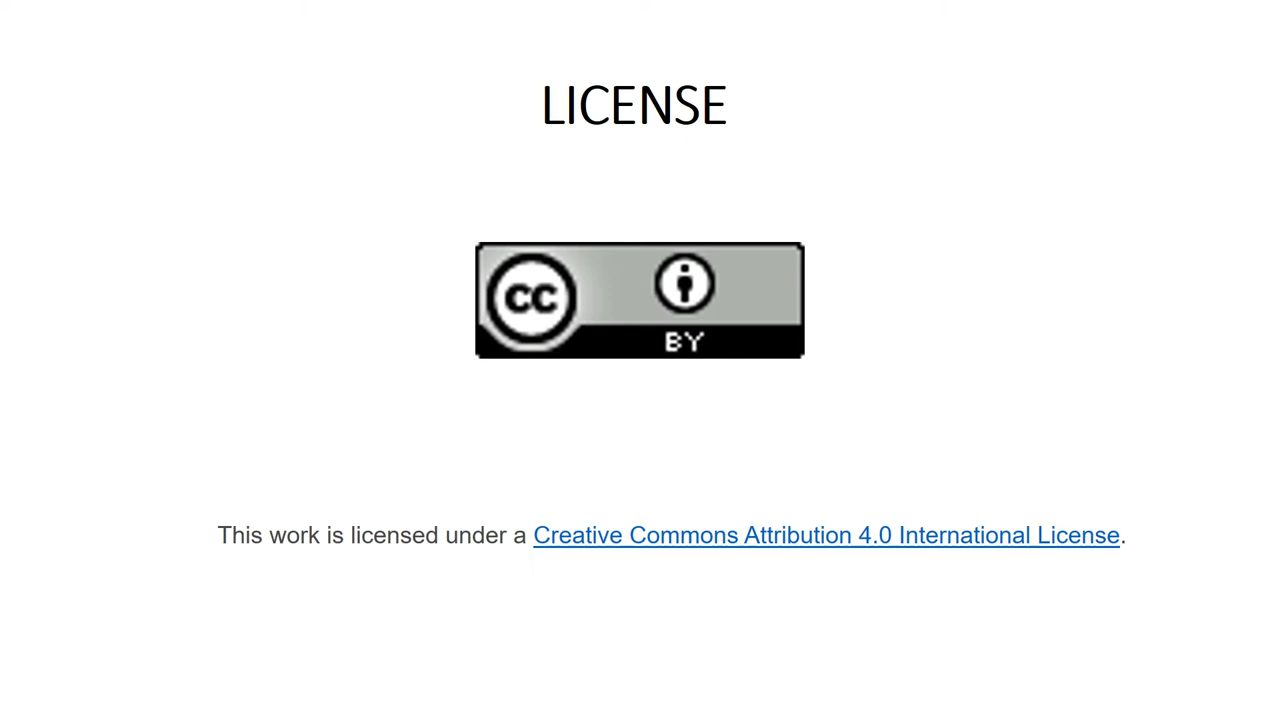 LICENSE
CC
BY
This work is licensed under a Creative Commons Attribution 4.0 International License.